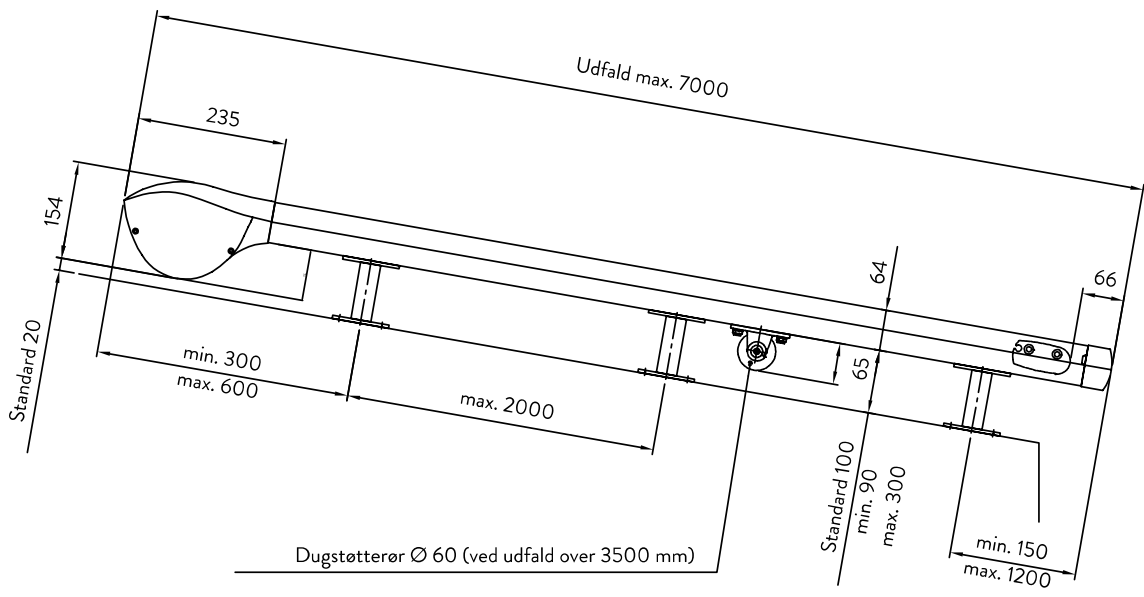 Udfald max. 7000
235
154
Standard 20
min. 300
max. 600
max. 2000
64
66
65
Standard 100
min. 90
max. 300
min. 150
max. 1200
Dugstøtterør Ø 60 (ved udfald over 3500 mm)